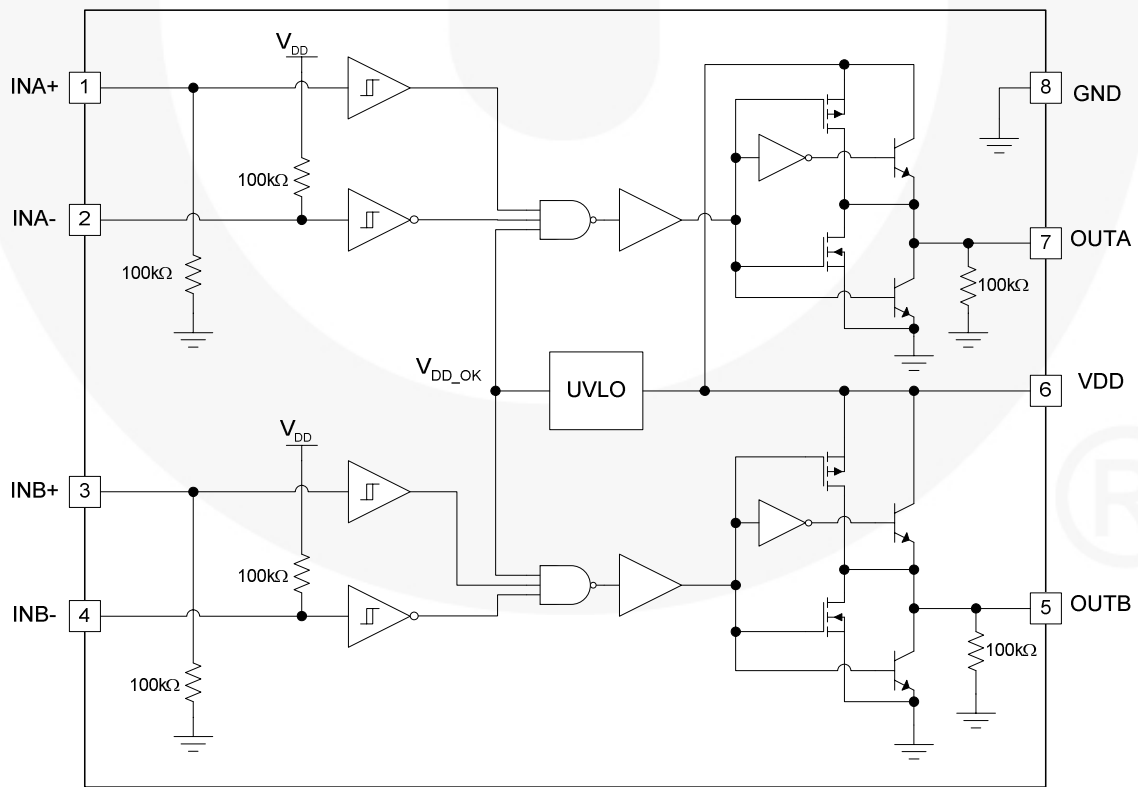 V_DD
INA+ 1
8 GND
100kΩ
INA- 2
7 OUTA
100kΩ
100kΩ
V_DD_OK
UVLO
6 VDD
V_DD
INB+ 3
®
100kΩ
INB- 4
5 OUTB
100kΩ
100kΩ